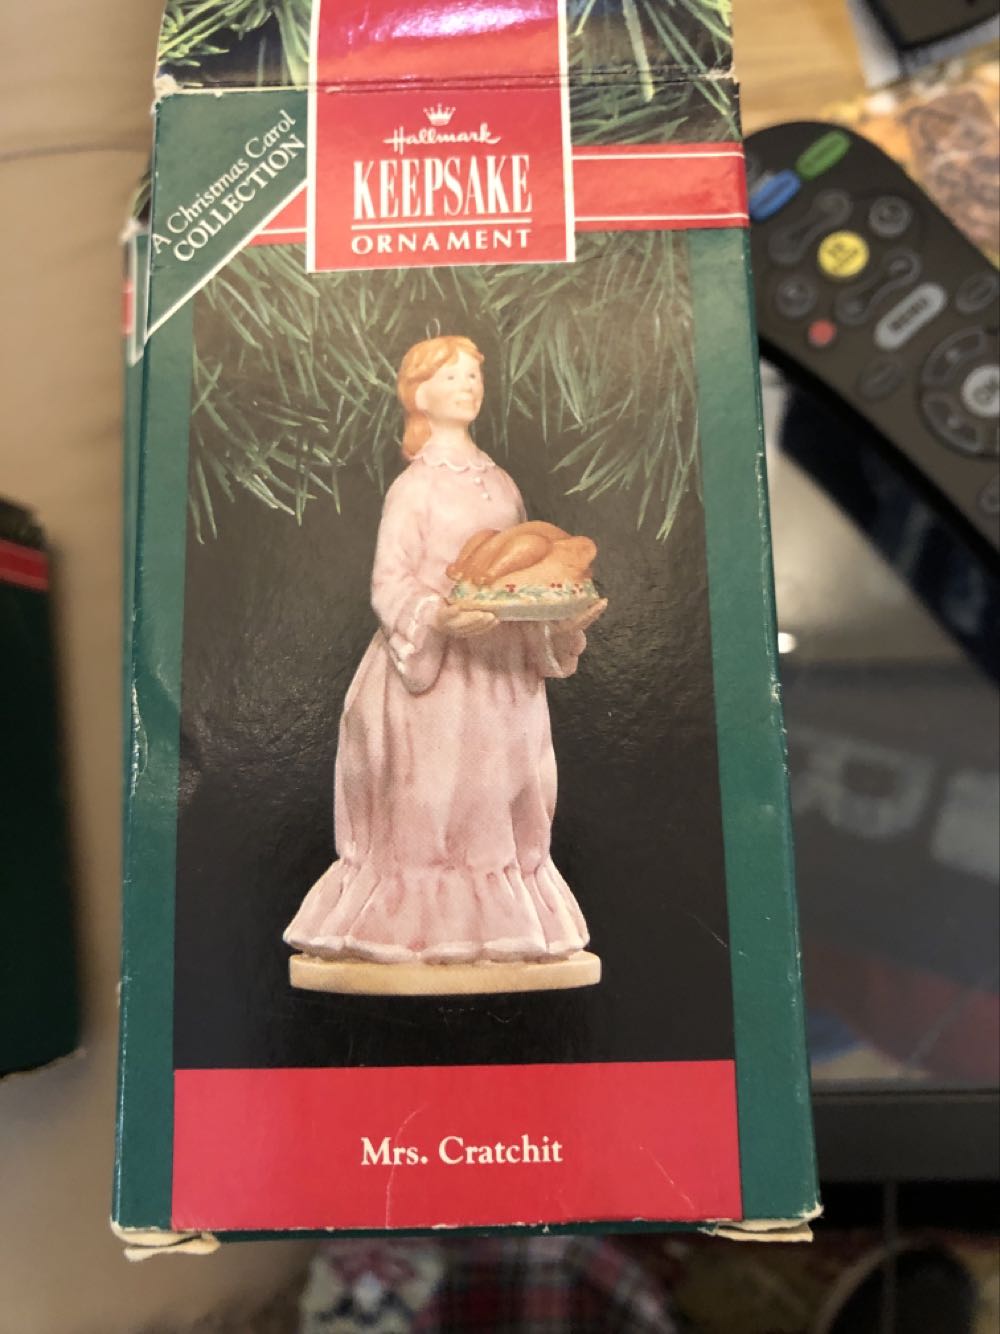 A Christmas Carol
COLLECTION
Hallmark
KEEPSAKE
ORNAMENT
Mrs. Cratchit